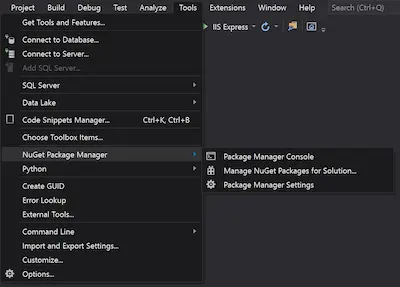 Project Build Debug Test Analyze Tools Extensions Window Help Search (Ctrl+Q)
Get Tools and Features...
IIS Express
Connect to Database...
Connect to Server...
Add SQL Server...
SQL Server
Data Lake
Code Snippets Manager... Ctrl+K, Ctrl+B
Choose Toolbox Items...
NuGet Package Manager
Package Manager Console
Manage NuGet Packages for Solution...
Package Manager Settings
Python
Create GUID
Error Lookup
External Tools...
Command Line
Import and Export Settings...
Customize...
Options...